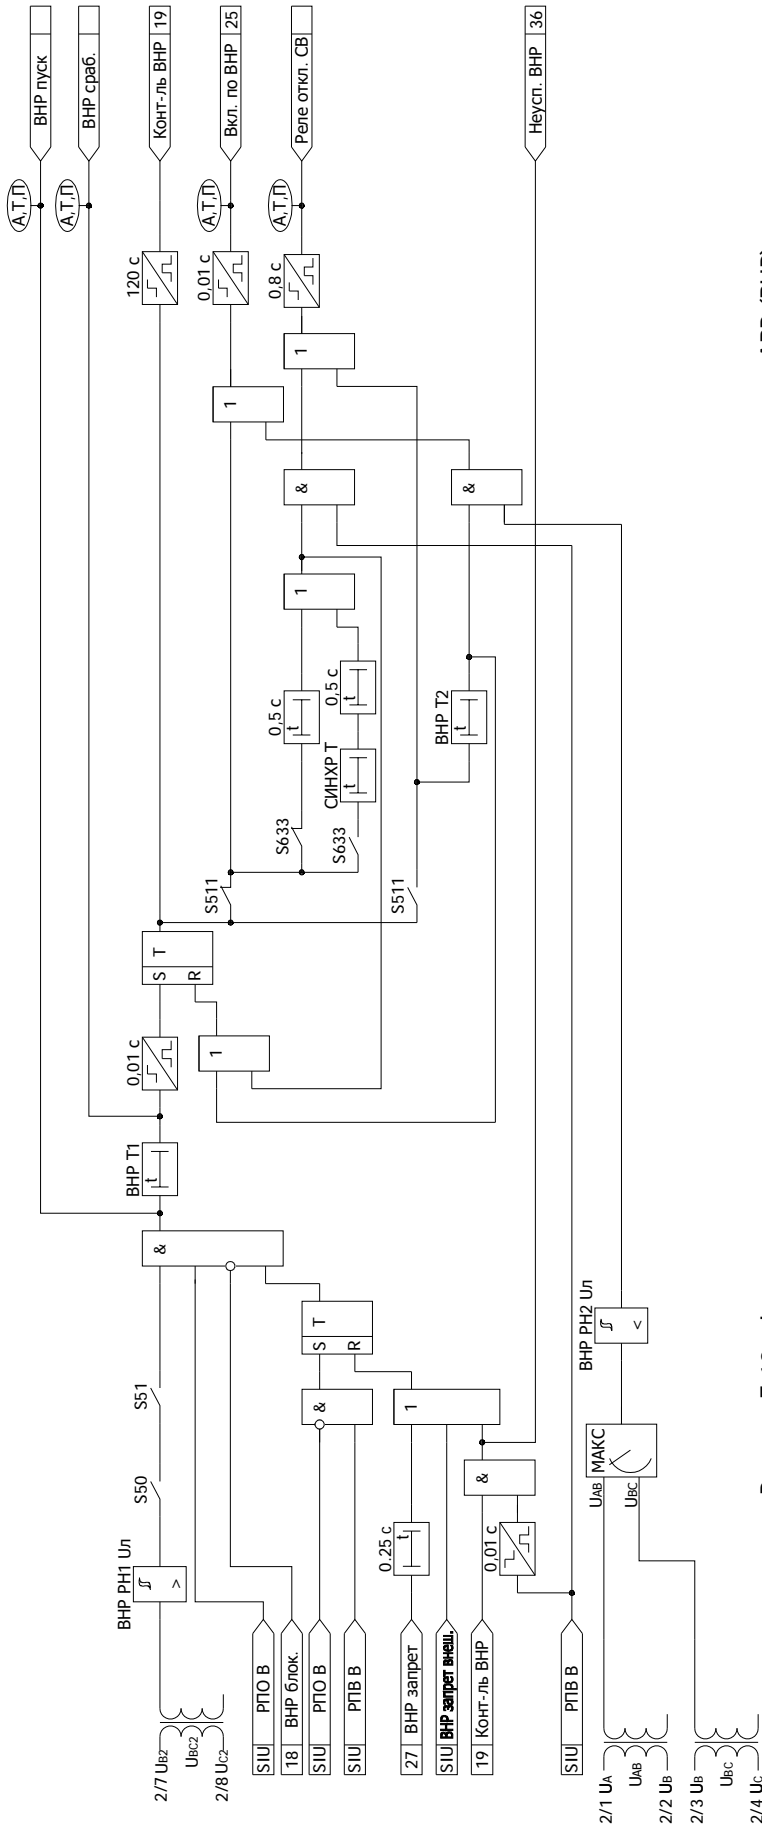 ВНР пуск
ВНР сраб.
Конт-ль ВНР 19
Вкл. по ВНР 25
Реле откл. СВ
Неусп. ВНР 36
А,Т,П
А,Т,П
А,Т,П
А,Т,П
120 с
0,01 с
0,8 с
1
1
&
&
1
0,5 с
t
0,5 с
t
СИНХР Т
t
ВНР Т2
t
S633
S633
S511
S511
S T
R
0,01 с
1
ВНР Т1
t
&
S T
R
&
1
&
S51
S50
ВНР РН1 Uл
>
0.25 с
t
0,01 с
ВНР РН2 Uл
<
МАКС
UAB
UBC
2/7 UB2
UBC2
2/8 UC2
SIU РПО В
18 ВНР блок.
SIU РПО В
SIU РПВ В
27 ВНР запрет
SIU ВНР запрет внеш.
19 Конт-ль ВНР
SIU РПВ В
2/1 UA
UAB
2/2 UB
2/3 UB
UBC
2/4 UC